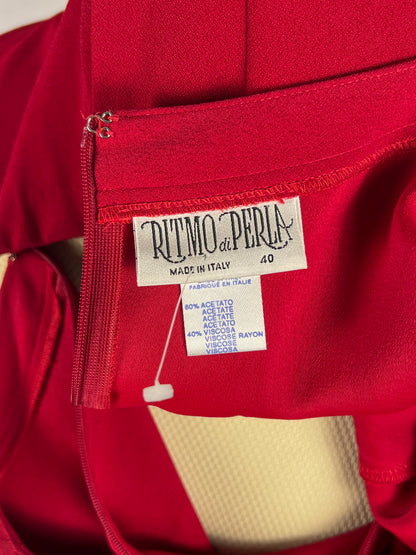 RITMO di PERLA
MADE IN ITALY 40
FABRIQUÉ EN ITALIE
60% ACETATO
ACETATE
ACETATE
ACETATO
40% VISCOSA
VISCOSE RAYON
VISCOSE
VISCOSA